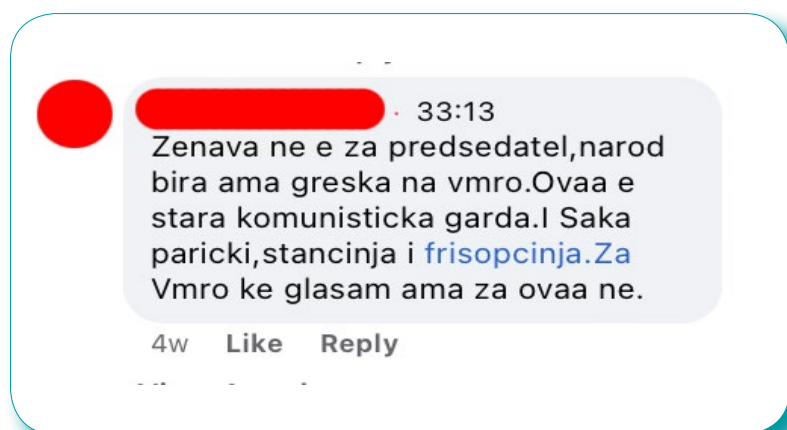 · 33:13
Zenava ne e za predsedatel,narod
bira ama greska na vmro.Ovaa e
stara komunisticka garda.I Saka
paricki,stancinja i frisopcinja.Za
Vmro ke glasam ama za ovaa ne.
4w Like Reply